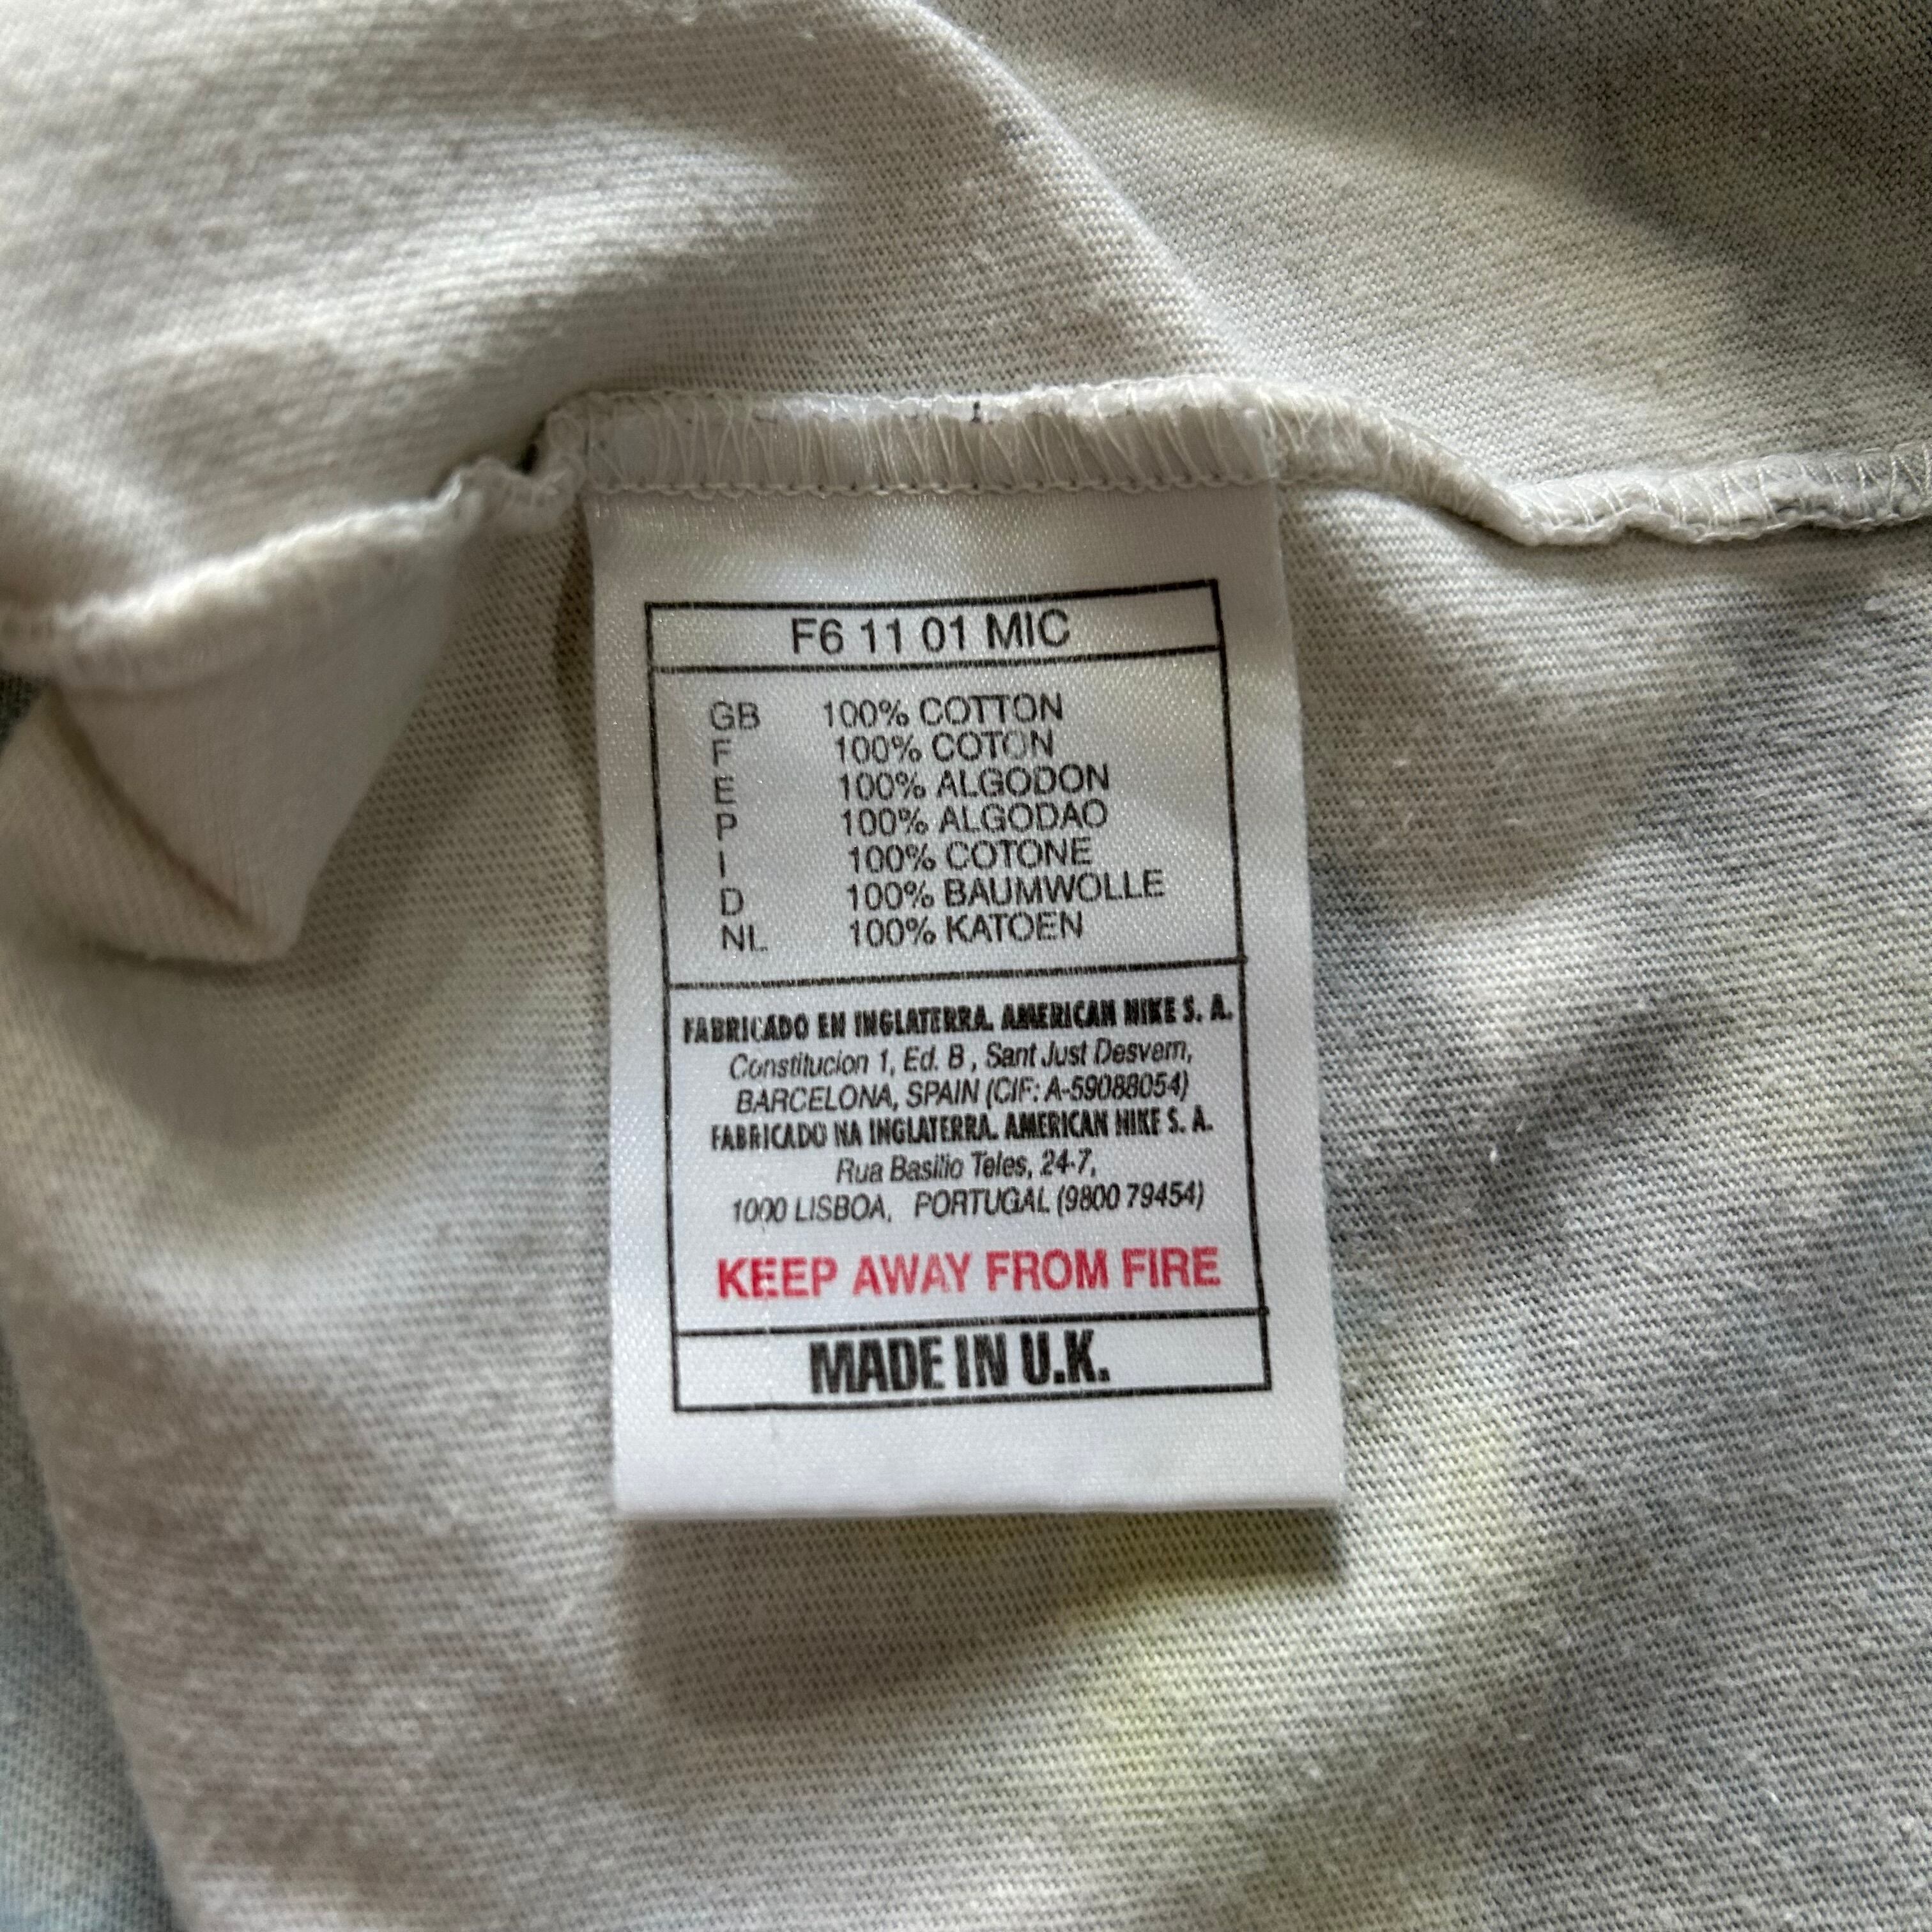 F6 11 01 MIC
GB 100% COTTON
F 100% COTON
E 100% ALGODON
P 100% ALGODAO
I 100% COTONE
D 100% BAUMWOLLE
NL 100% KATOEN
FABRICADO EN INGLATERRA. AMERICAN NIKE S. A.
Constitucion 1, Ed. B , Sant Just Desvern,
BARCELONA, SPAIN (CIF: A-59088054)
FABRICADO NA INGLATERRA. AMERICAN NIKE S. A.
Rua Basilio Teles, 24-7,
1000 LISBOA, PORTUGAL (9800 79454)
KEEP AWAY FROM FIRE
MADE IN U.K.